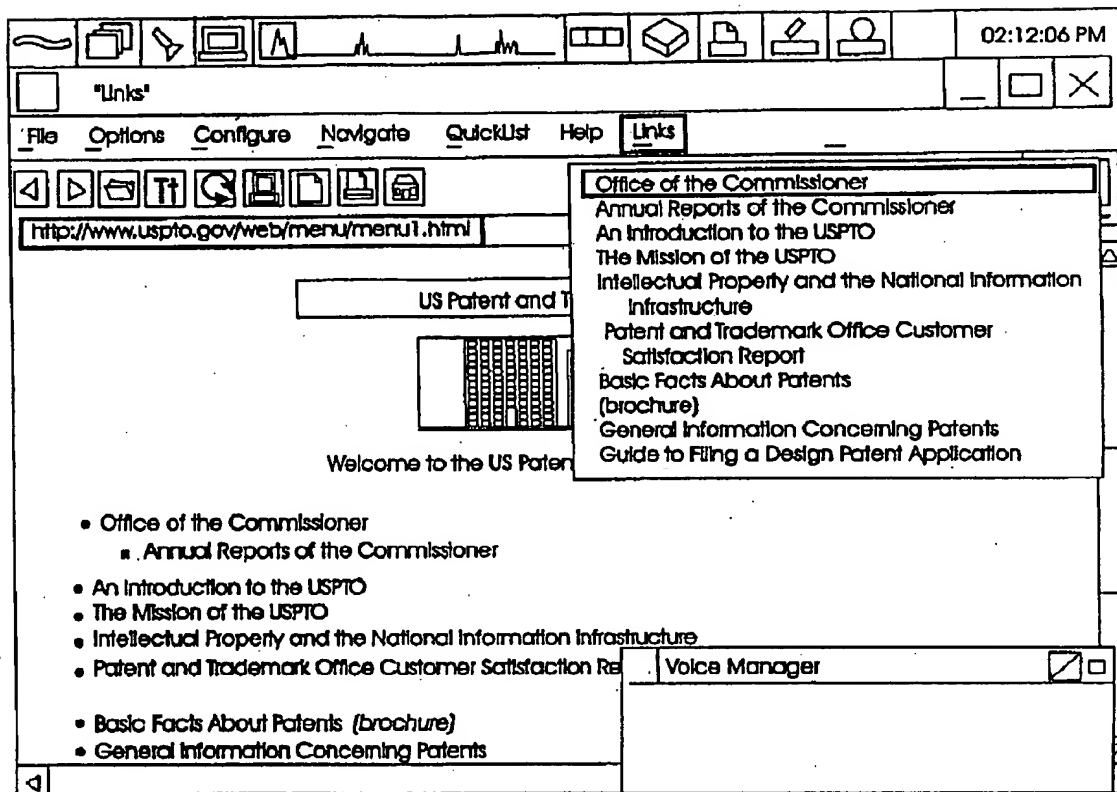 02:12:06 PM
"Links"
File Options Configure Navigate QuickList Help Links
Tt
http://www.uspto.gov/web/menu/menu1.html
Office of the Commissioner
Annual Reports of the Commissioner
An Introduction to the USPTO
THe Mission of the USPTO
Intellectual Property and the National Information
Infrastructure
Patent and Trademark Office Customer
Satisfaction Report
Basic Facts About Patents
(brochure)
General Information Concerning Patents
Guide to Filing a Design Patent Application
US Patent and T
Welcome to the US Paten
• Office of the Commissioner
▪ Annual Reports of the Commissioner
• An Introduction to the USPTO
• The Mission of the USPTO
• Intellectual Property and the National Information Infrastructure
• Patent and Trademark Office Customer Satisfaction Re
• Basic Facts About Patents (brochure)
• General Information Concerning Patents
Voice Manager